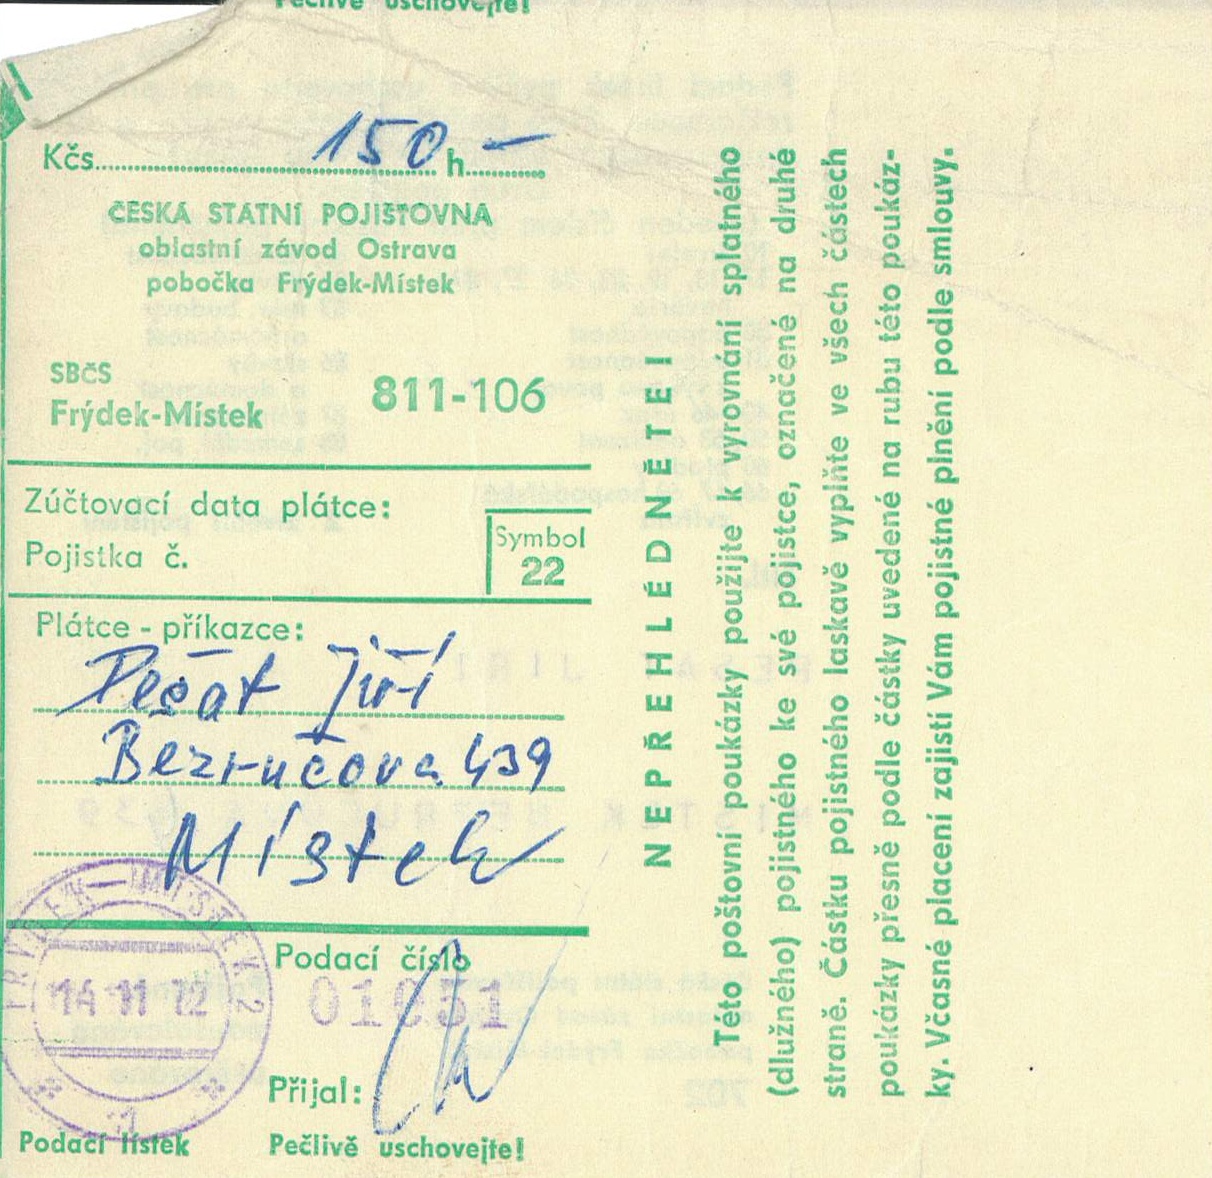 Pečlivě uschovejte!
Kčs 150 h —
ČESKÁ STÁTNÍ POJIŠŤOVNA
oblastní závod Ostrava
pobočka Frýdek-Místek
SBČS
Frýdek-Místek
811-106
Zúčtovací data plátce:
Pojistka č.
Symbol
22
Plátce - příkazce:
Pešat Jiří
Bezručova 439
Místek
FRÝDEK-MÍSTEK 2
1
Podací číslo
Přijal:
Podací lístek
Pečlivě uschovejte!
NEPŘEHLÉDNĚTE!
Této poštovní poukázky použijte k vyrovnání splatného
(dlužného) pojistného ke své pojistce, označené na druhé
straně. Částku pojistného laskavě vyplňte ve všech částech
poukázky přesně podle částky uvedené na rubu této poukáz-
ky. Včasné placení zajistí Vám pojistné plnění podle smlouvy.